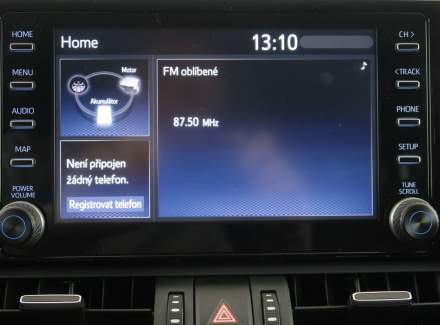 HOME
MENU
AUDIO
MAP
POWER
VOLUME
Home
13:10
Motor
Akumulátor
Není připojen
žádný telefon.
Registrovat telefon
FM oblíbené
87.50 MHz
CH >
< TRACK
PHONE
SETUP
TUNE
SCROLL